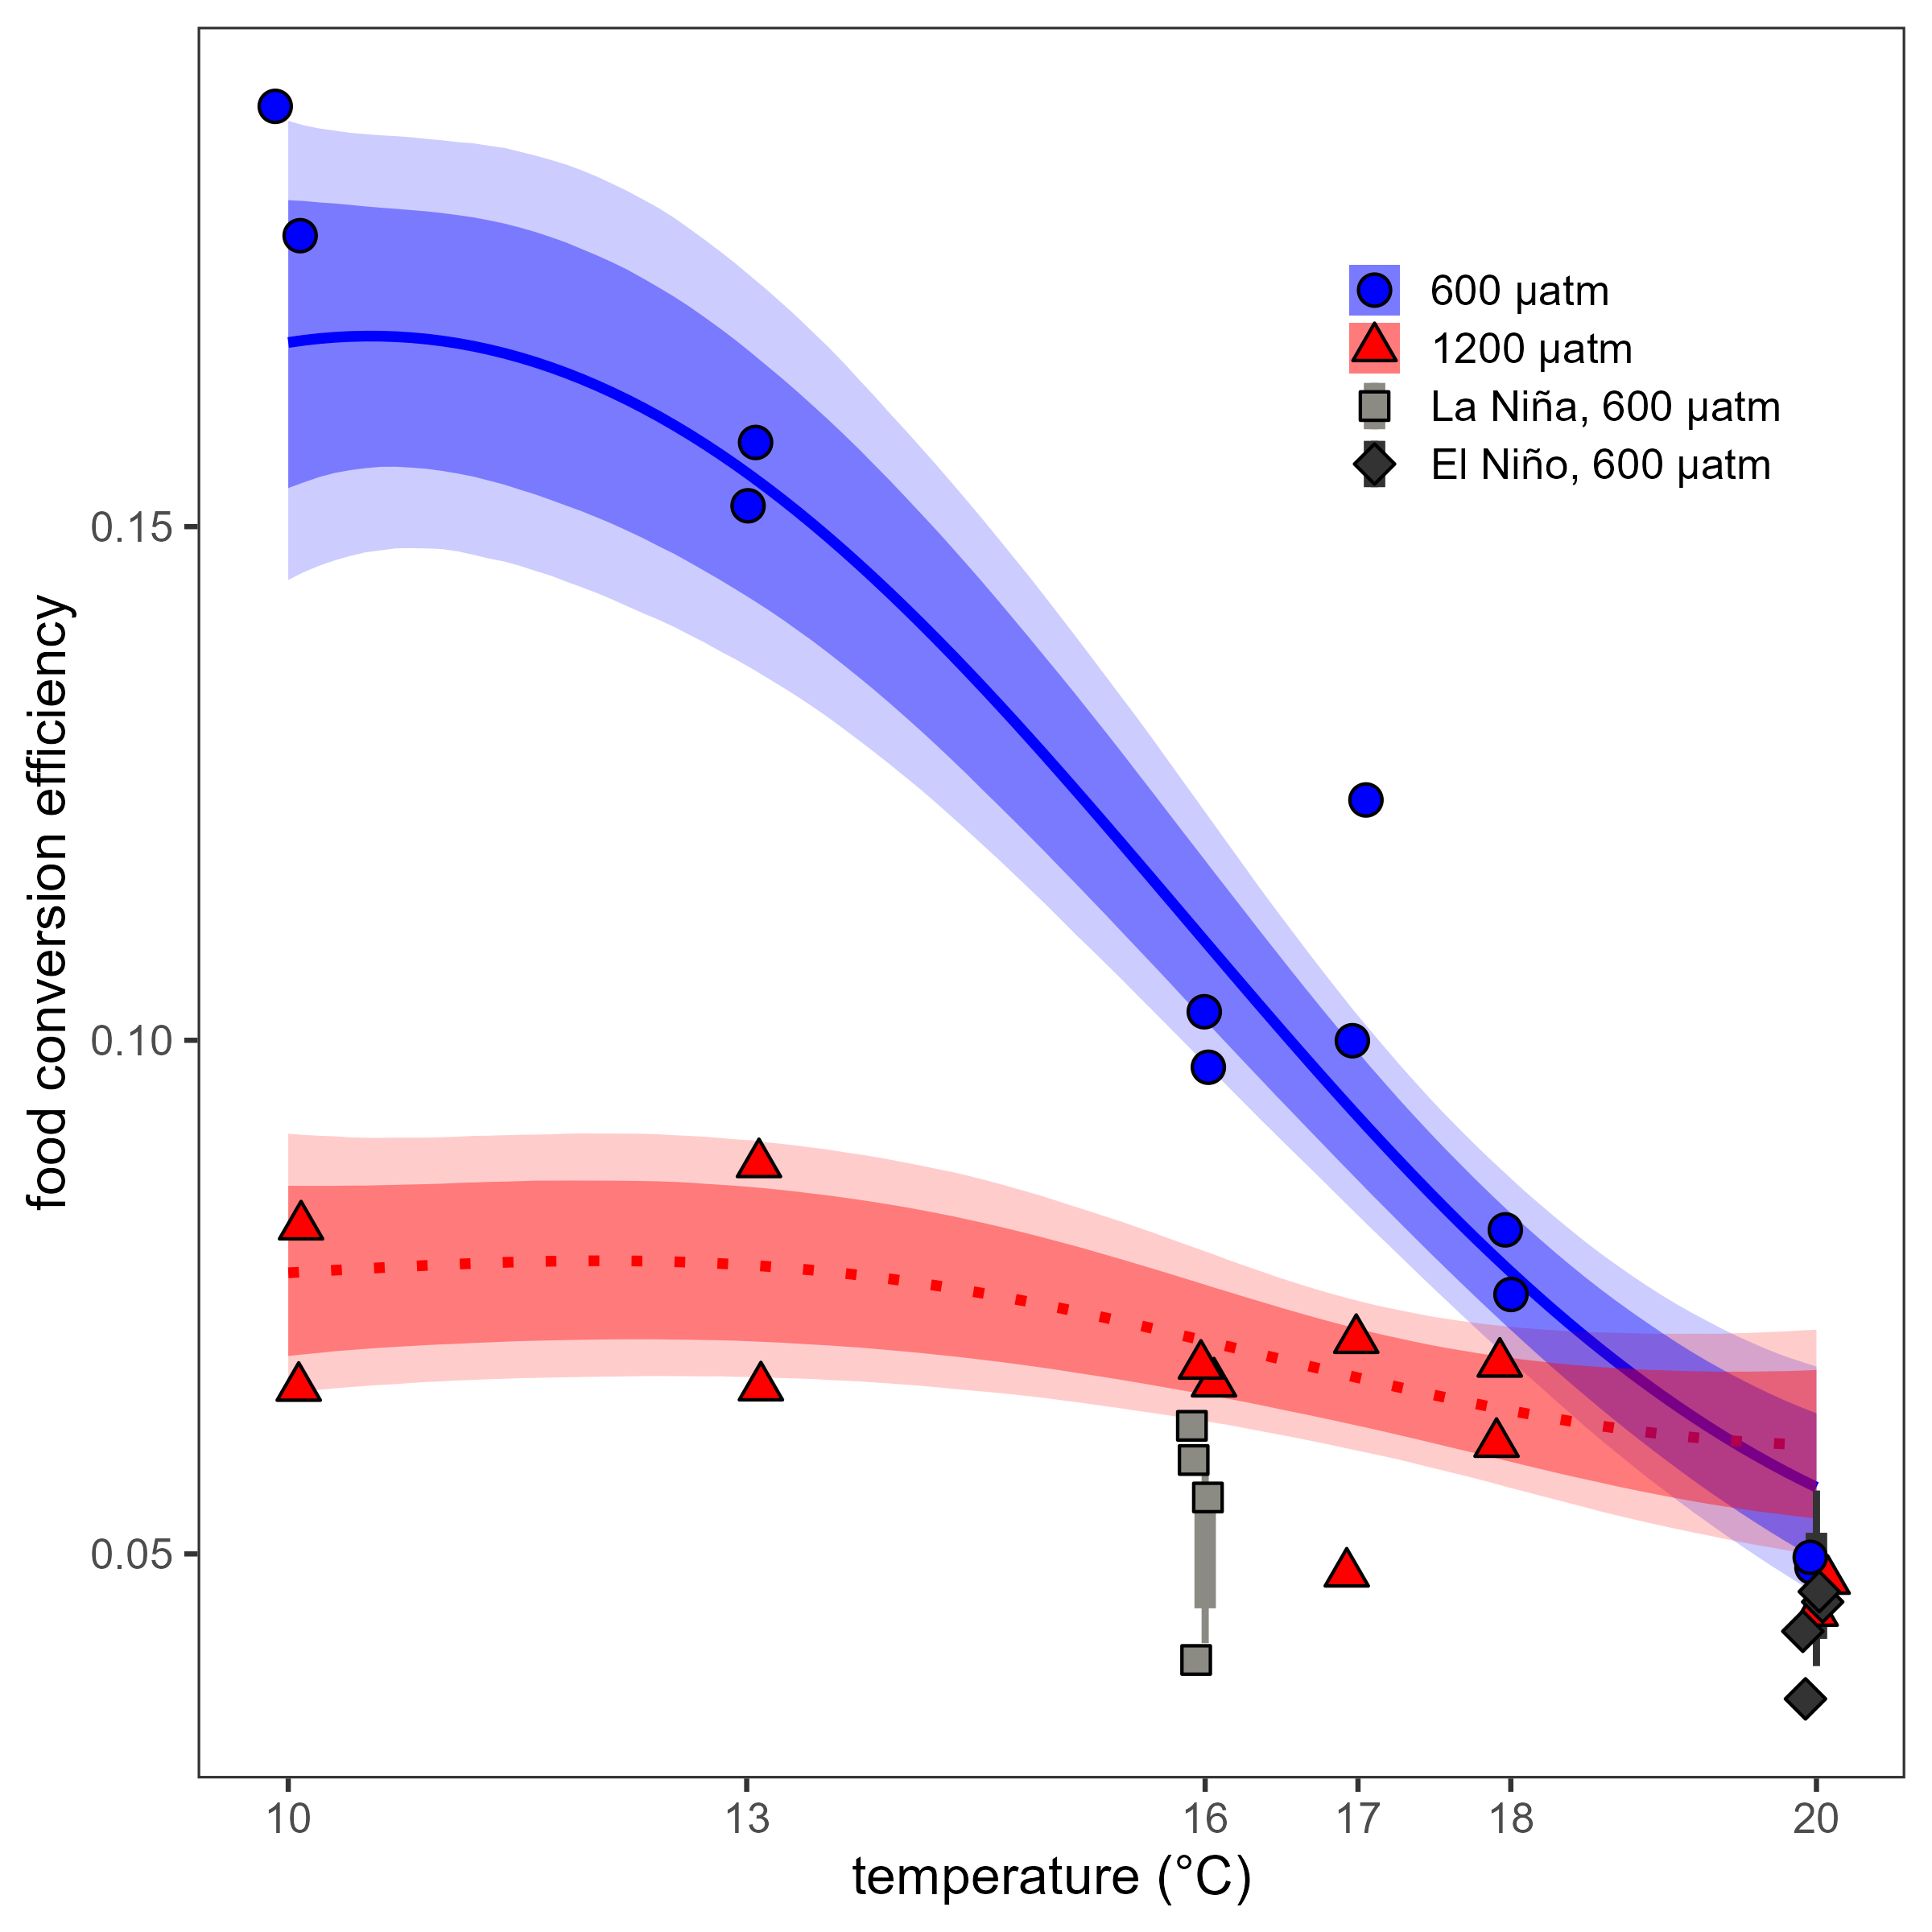 600 µatm
1200 µatm
La Niña, 600 µatm
El Niño, 600 µatm
0.15
0.10
0.05
food conversion efficiency
10 13 16 17 18 20
temperature (°C)